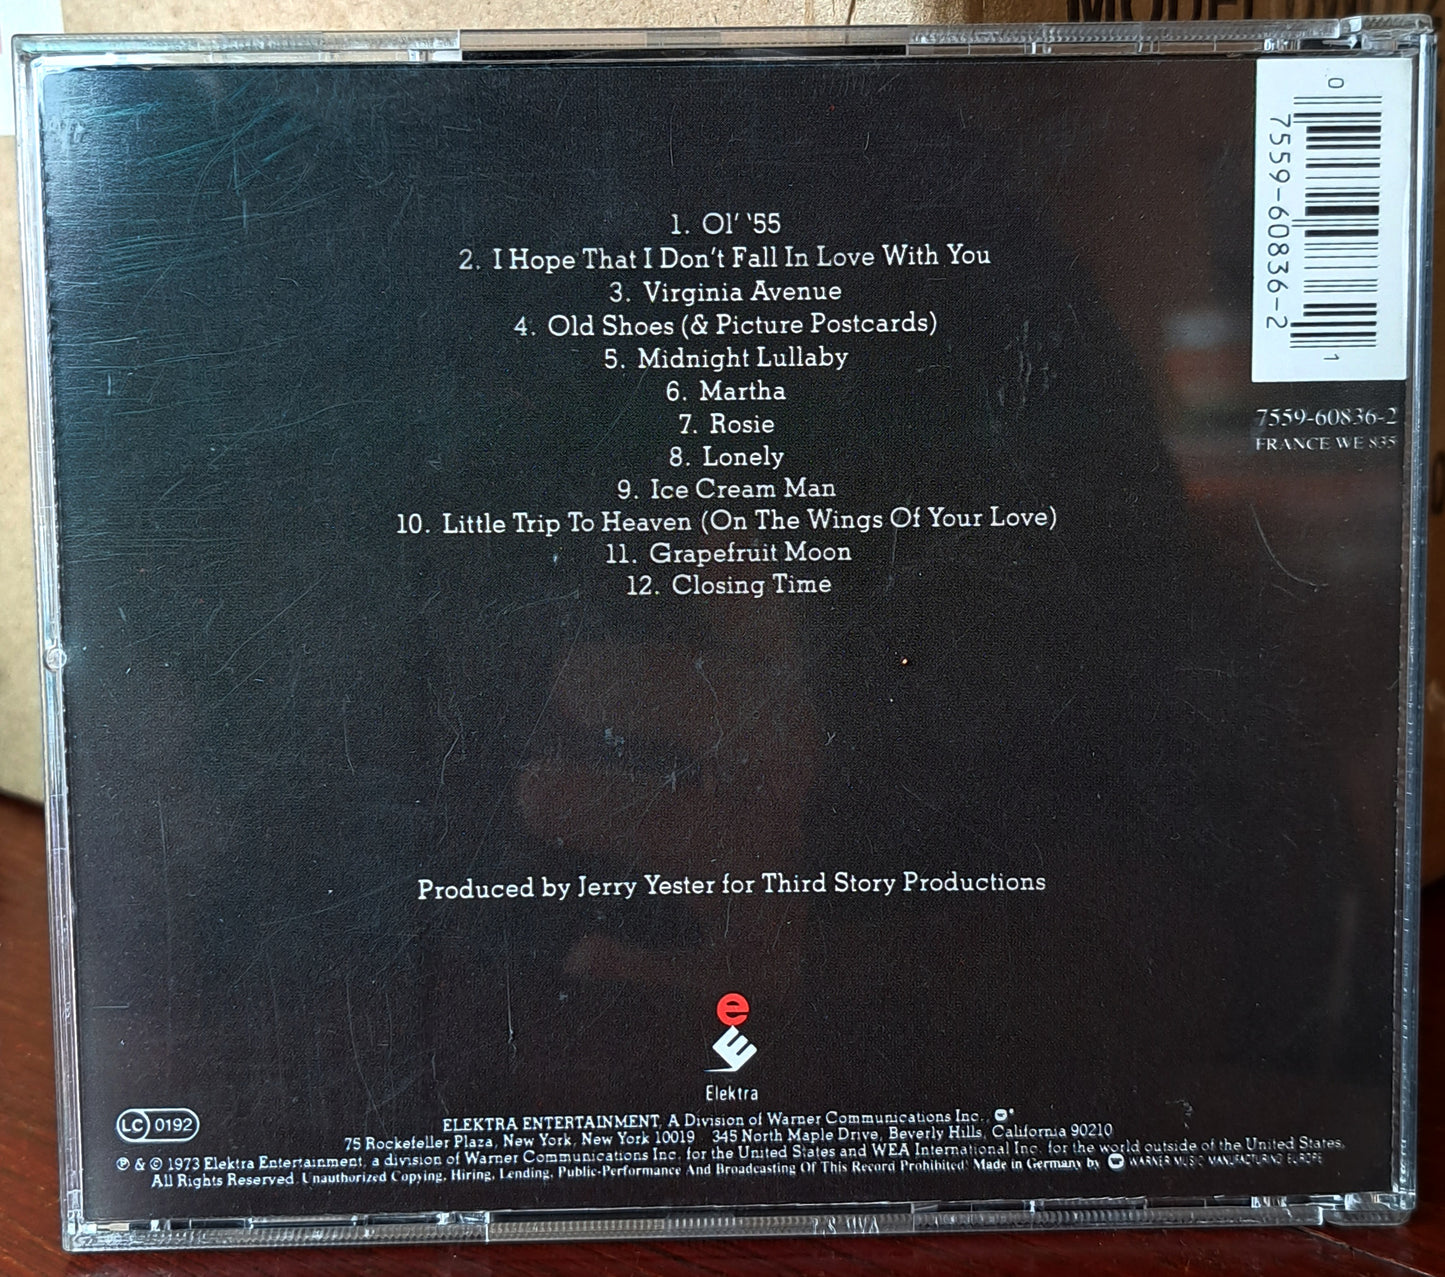 MODEL
0
7559-60836-2
1
7559-60836-2
FRANCE WE 835
1. Ol' '55
2. I Hope That I Don't Fall In Love With You
3. Virginia Avenue
4. Old Shoes (& Picture Postcards)
5. Midnight Lullaby
6. Martha
7. Rosie
8. Lonely
9. Ice Cream Man
10. Little Trip To Heaven (On The Wings Of Your Love)
11. Grapefruit Moon
12. Closing Time
Produced by Jerry Yester for Third Story Productions
e
E
Elektra
LC 0192
ELEKTRA ENTERTAINMENT, A Division of Warner Communications Inc.,
75 Rockefeller Plaza, New York, New York 10019 345 North Maple Drive, Beverly Hills, California 90210
℗ & © 1973 Elektra Entertainment, a division of Warner Communications Inc. for the United States and WEA International Inc. for the world outside of the United States.
All Rights Reserved. Unauthorized Copying, Hiring, Lending, Public-Performance And Broadcasting Of This Record Prohibited! Made in Germany by WARNER MUSIC MANUFACTURING EUROPE